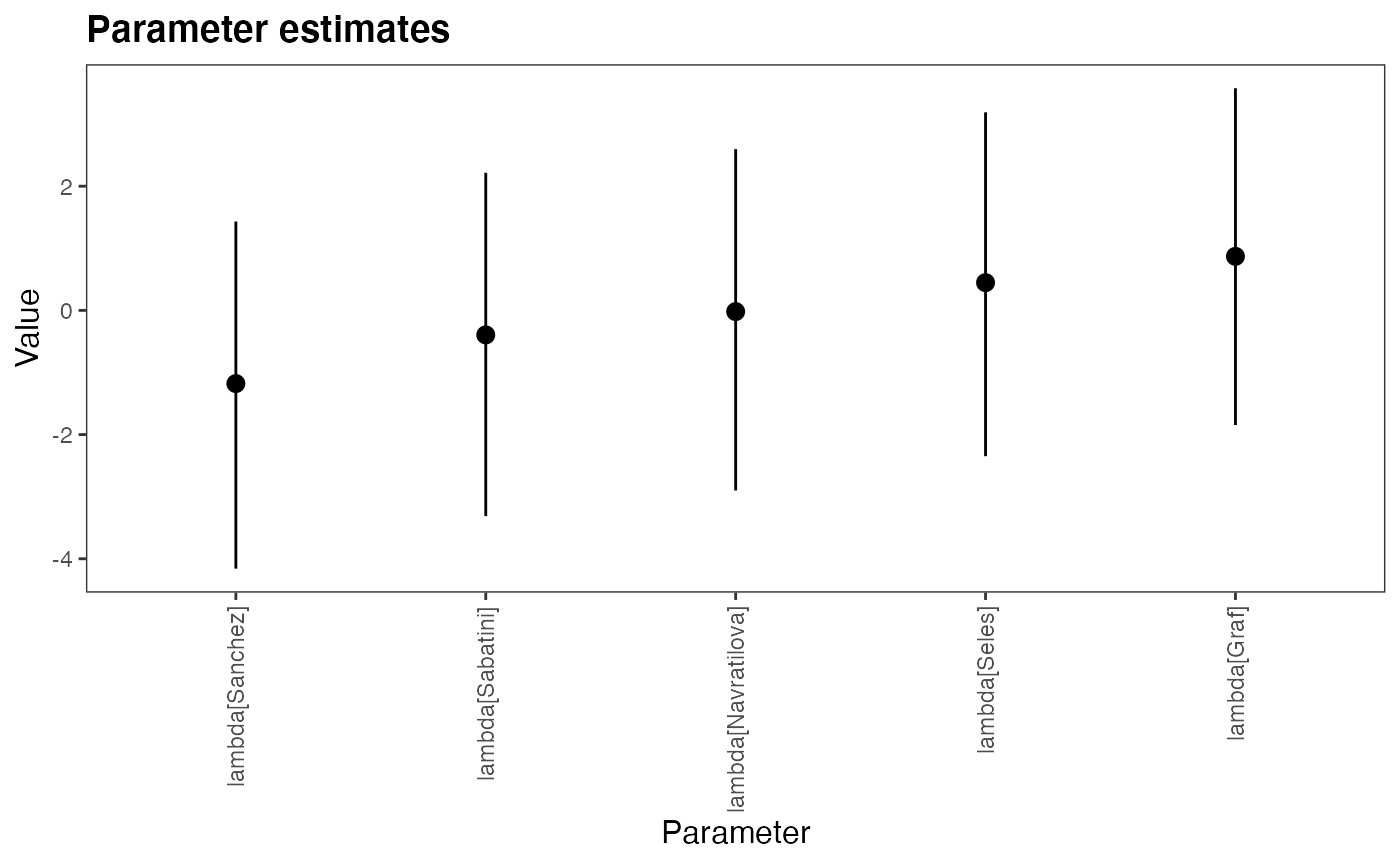 Parameter estimates
Value
2
0
-2
-4
lambda[Sanchez]
lambda[Sabatini]
lambda[Navratilova]
lambda[Seles]
lambda[Graf]
Parameter